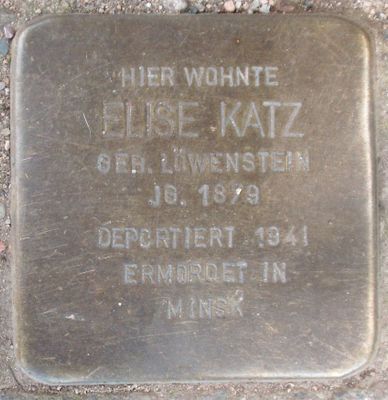 HIER WOHNTE
ELISE KATZ
GEB. LÖWENSTEIN
JG. 1879
DEPORTIERT 1941
ERMORDET IN
MINSK